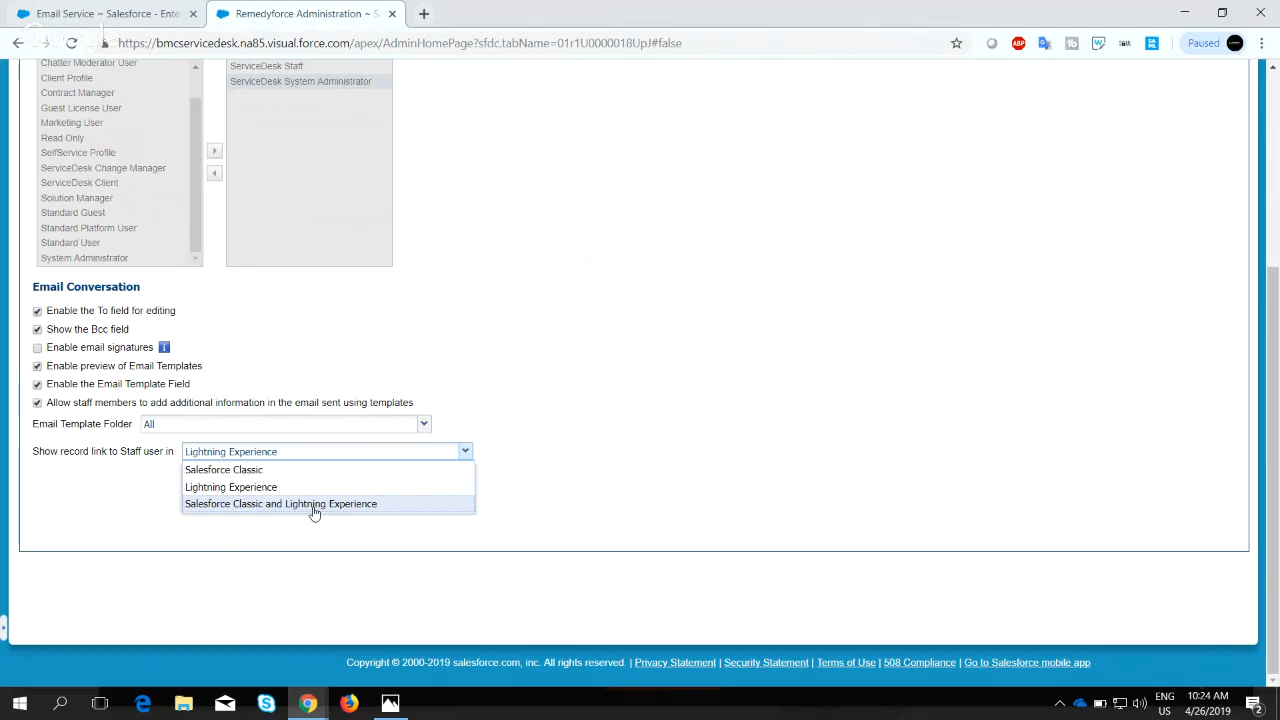 Email Service ~ Salesforce - Ente
Remedyforce Administration ~ S
https://bmcservicedesk.na85.visual.force.com/apex/AdminHomePage?sfdc.tabName=01r1U0000018UpJ#false
Paused
Chatter Moderator User
Client Profile
Contract Manager
Guest License User
Marketing User
Read Only
SelfService Profile
ServiceDesk Change Manager
ServiceDesk Client
Solution Manager
Standard Guest
Standard Platform User
Standard User
System Administrator
ServiceDesk Staff
ServiceDesk System Administrator
Email Conversation
Enable the To field for editing
Show the Bcc field
Enable email signatures
Enable preview of Email Templates
Enable the Email Template Field
Allow staff members to add additional information in the email sent using templates
Email Template Folder All
Show record link to Staff user in Lightning Experience
Salesforce Classic
Lightning Experience
Salesforce Classic and Lightning Experience
Copyright © 2000-2019 salesforce.com, inc. All rights reserved. | Privacy Statement | Security Statement | Terms of Use | 508 Compliance | Go to Salesforce mobile app
ENG
US
10:24 AM
4/26/2019
2